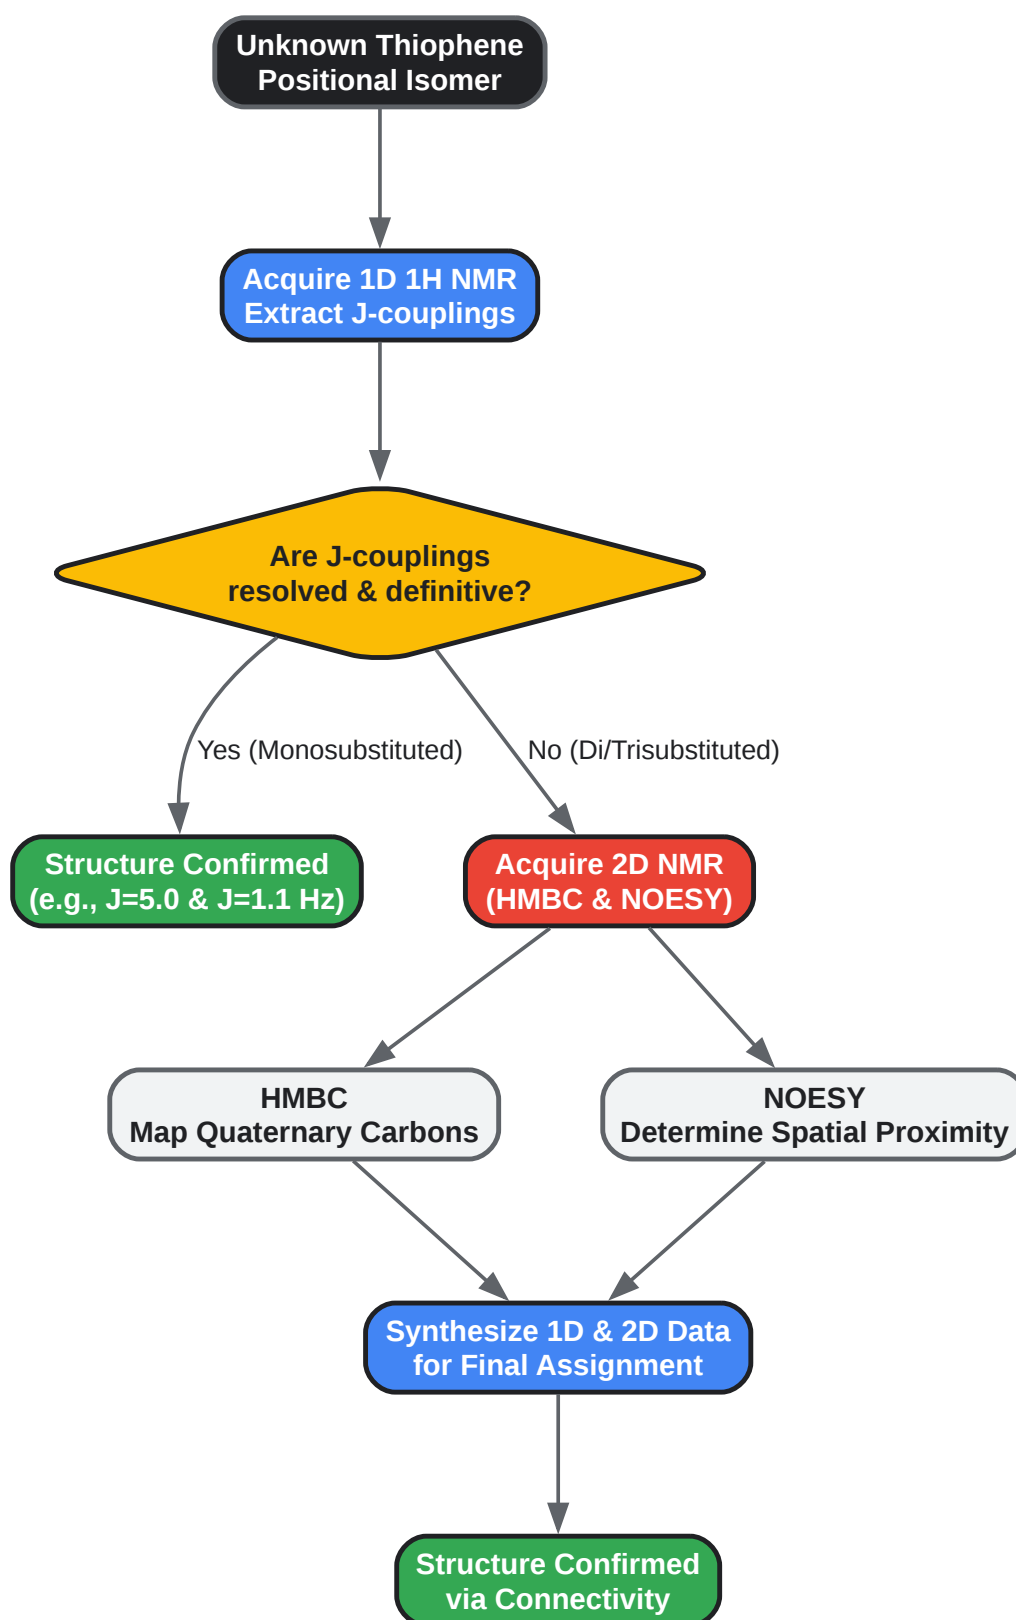 Unknown Thiophene
Positional Isomer
Acquire 1D 1H NMR
Extract J-couplings
Are J-couplings
resolved & definitive?
Yes (Monosubstituted)
No (Di/Trisubstituted)
Structure Confirmed
(e.g., J=5.0 & J=1.1 Hz)
Acquire 2D NMR
(HMBC & NOESY)
HMBC
Map Quaternary Carbons
NOESY
Determine Spatial Proximity
Synthesize 1D & 2D Data
for Final Assignment
Structure Confirmed
via Connectivity